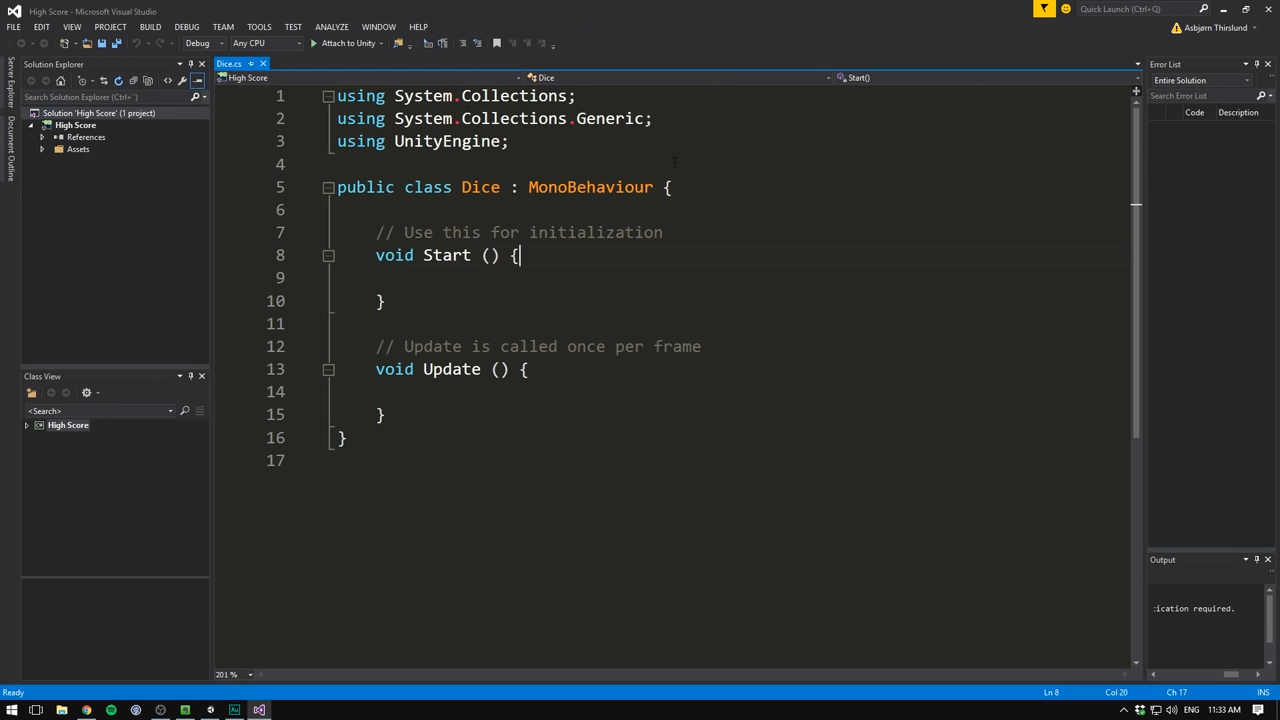 High Score - Microsoft Visual Studio
Quick Launch (Ctrl+Q)
FILE EDIT VIEW PROJECT BUILD DEBUG TEAM TOOLS TEST ANALYZE WINDOW HELP
Asbjørn Thirslund
Debug Any CPU Attach to Unity
Server Explorer
Document Outline
Solution Explorer
Search Solution Explorer (Ctrl+')
Solution 'High Score' (1 project)
High Score
References
Assets
Class View
<Search>
High Score
Dice.cs
High Score Dice Start()
1 using System.Collections;
2 using System.Collections.Generic;
3 using UnityEngine;
4
5 public class Dice : MonoBehaviour {
6
7 // Use this for initialization
8 void Start () {
9
10 }
11
12 // Update is called once per frame
13 void Update () {
14
15 }
16 }
17
201 %
Error List
Entire Solution
Search Error List
Code Description
Output
ication required.
Ready Ln 8 Col 20 Ch 17 INS
ENG 11:33 AM